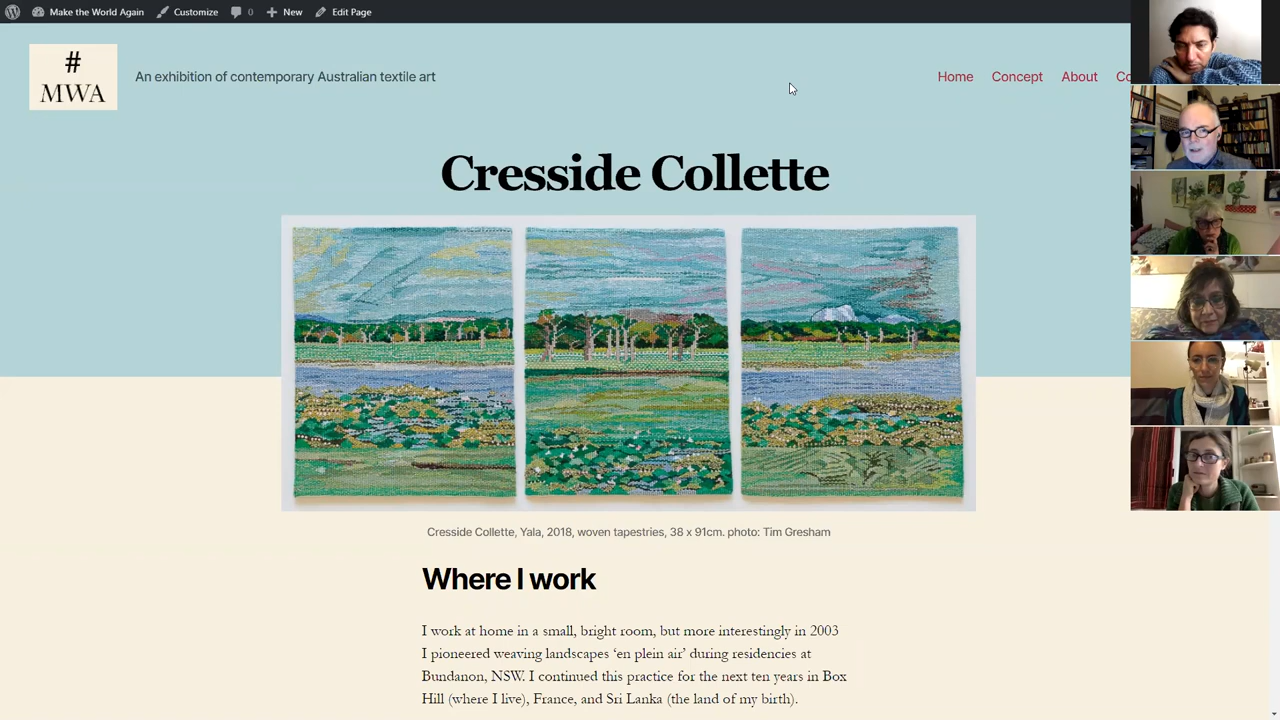 Make the World Again
Customize
0
New
Edit Page
#
MWA
An exhibition of contemporary Australian textile art
Home
Concept
About
Cresside Collette
Cresside Collette, Yala, 2018, woven tapestries, 38 x 91cm. photo: Tim Gresham
Where I work
I work at home in a small, bright room, but more interestingly in 2003
I pioneered weaving landscapes ‘en plein air’ during residencies at
Bundanon, NSW. I continued this practice for the next ten years in Box
Hill (where I live), France, and Sri Lanka (the land of my birth).